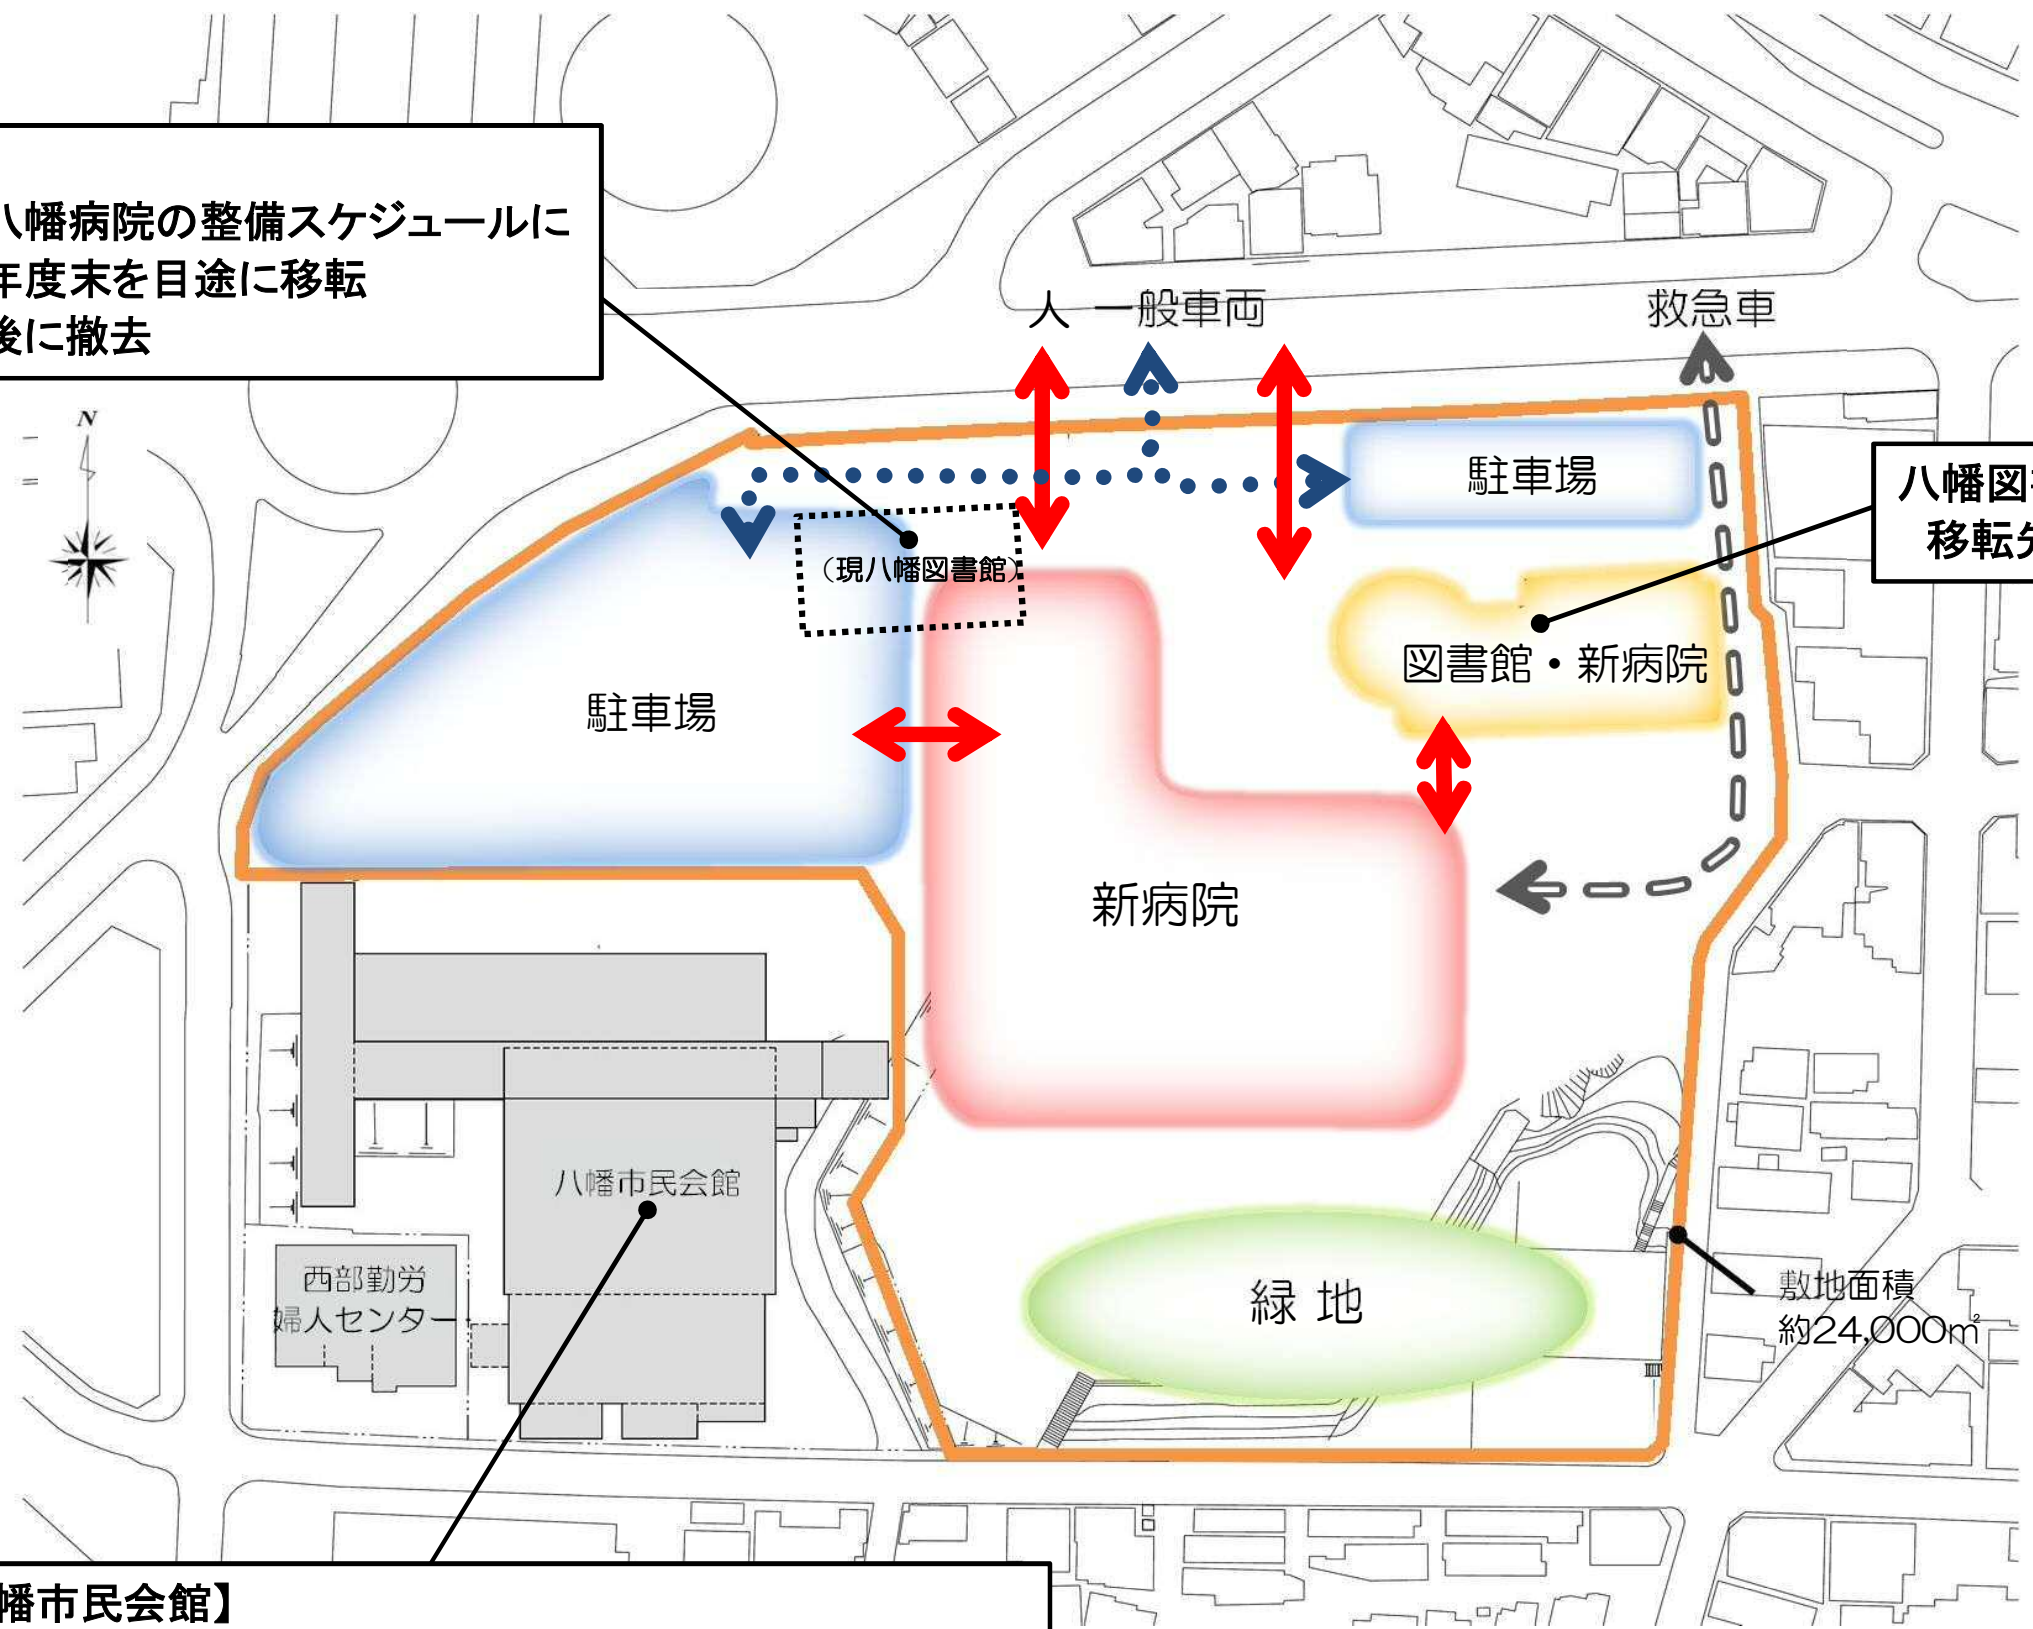 八幡病院の整備スケジュールに
年度末を目途に移転
後に撤去
人 一般車両
救急車
N
駐車場
八幡図
移転
(現八幡図書館)
図書館・新病院
駐車場
新病院
八幡市民会館
西部勤労
婦人センター
緑 地
敷地面積
約24,000㎡
幡市民会館】